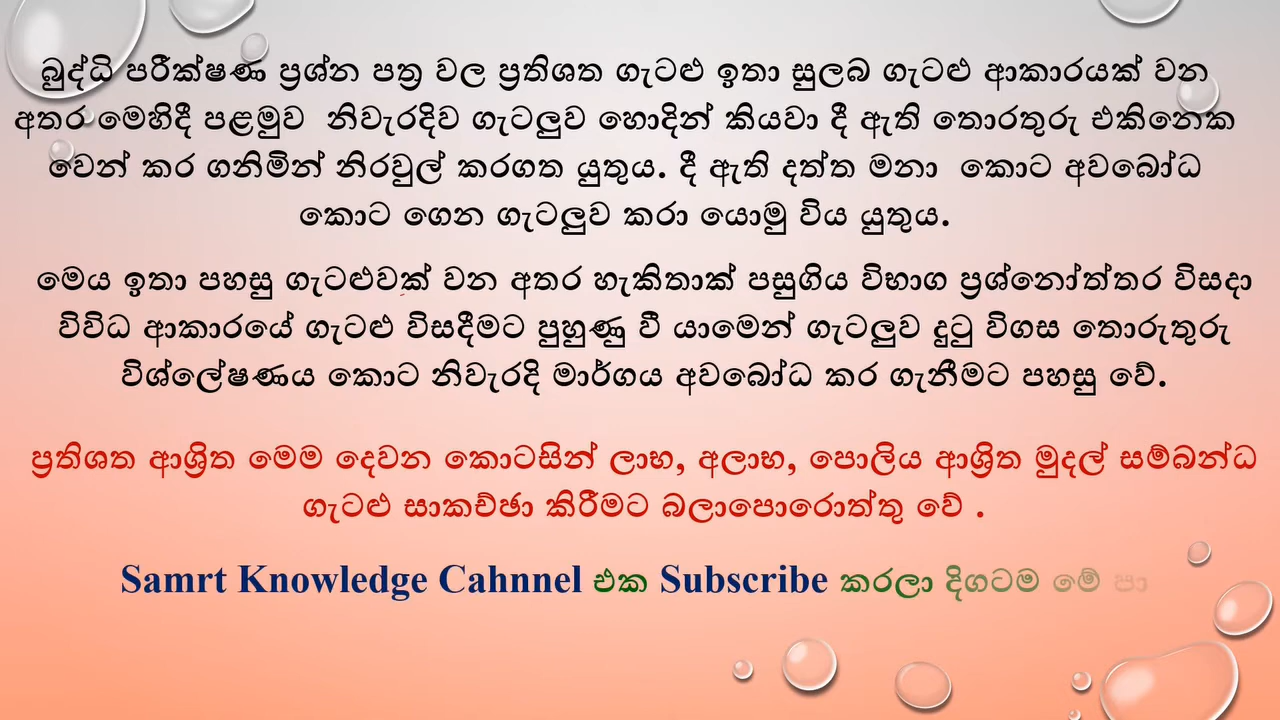 බුද්ධි පරීක්ෂණ ප්‍රශ්න පත්‍ර වල ප්‍රතිශත ගැටළු ඉතා සුලබ ගැටළු ආකාරයක් වන
අතර මෙහිදී පළමුව නිවැරදිව ගැටලුව හොදින් කියවා දී ඇති තොරතුරු එකිනෙක
වෙන් කර ගනිමින් නිරවුල් කරගත යුතුය. දී ඇති දත්ත මනා කොට අවබෝධ
කොට ගෙන ගැටලුව කරා යොමු විය යුතුය.
මෙය ඉතා පහසු ගැටළුවක් වන අතර හැකිතාක් පසුගිය විභාග ප්‍රශ්නෝත්තර විසදා
විවිධ ආකාරයේ ගැටළු විසදීමට පුහුණු වී යාමෙන් ගැටලුව දුටු විගස තොරුතුරු
විශ්ලේෂණය කොට නිවැරදි මාර්ගය අවබෝධ කර ගැනීමට පහසු වේ.
ප්‍රතිශත ආශ්‍රිත මෙම දෙවන කොටසින් ලාභ, අලාභ, පොලිය ආශ්‍රිත මුදල් සම්බන්ධ
ගැටළු සාකච්ඡා කිරීමට බලාපොරොත්තු වේ .
Samrt Knowledge Cahnnel එක Subscribe කරලා දිගටම මේ පා